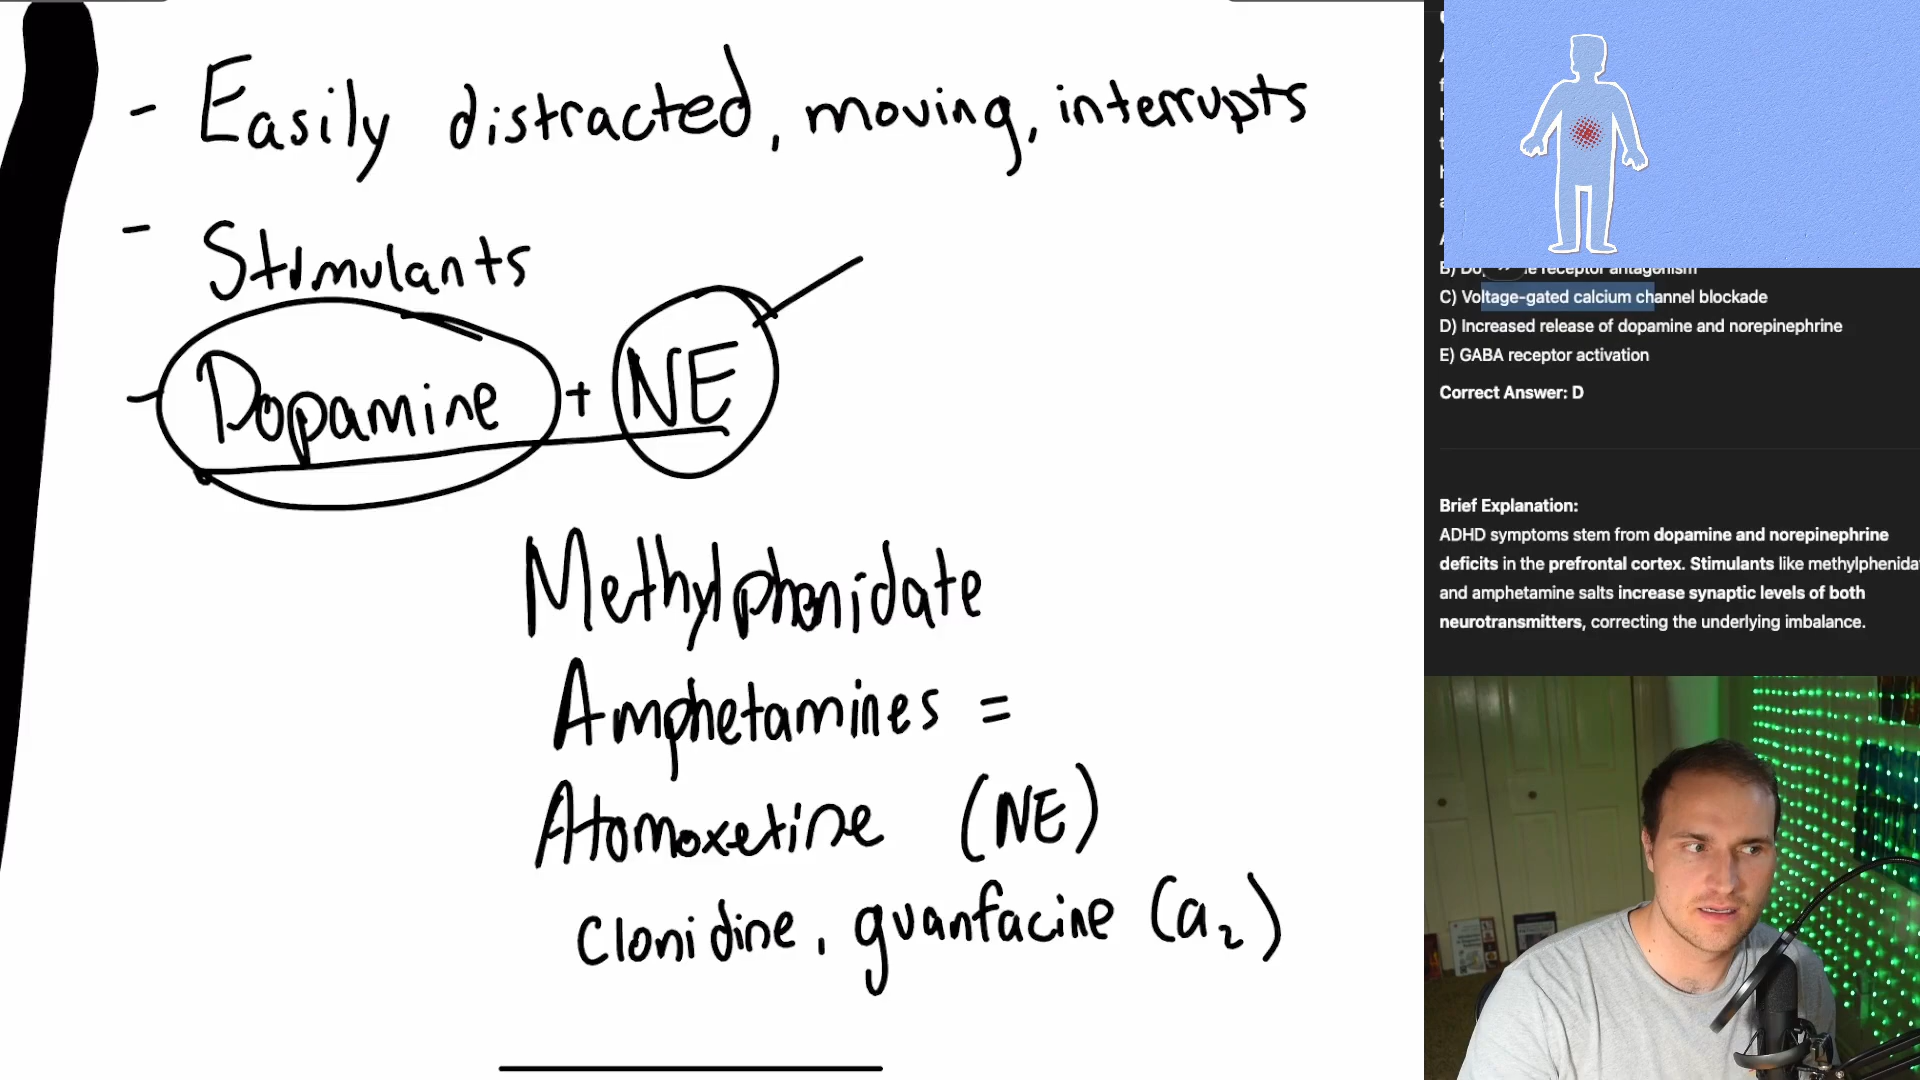 - Easily distracted, moving, interrupts
- Stimulants
- Dopamine + NE
Methylphenidate
Amphetamines =
Atomoxetine (NE)
clonidine, guanfacine (a2)
receptor antagonism
C) Voltage-gated calcium channel blockade
D) Increased release of dopamine and norepinephrine
E) GABA receptor activation
Correct Answer: D
Brief Explanation:
ADHD symptoms stem from dopamine and norepinephrine
deficits in the prefrontal cortex. Stimulants like methylphenida
and amphetamine salts increase synaptic levels of both
neurotransmitters, correcting the underlying imbalance.